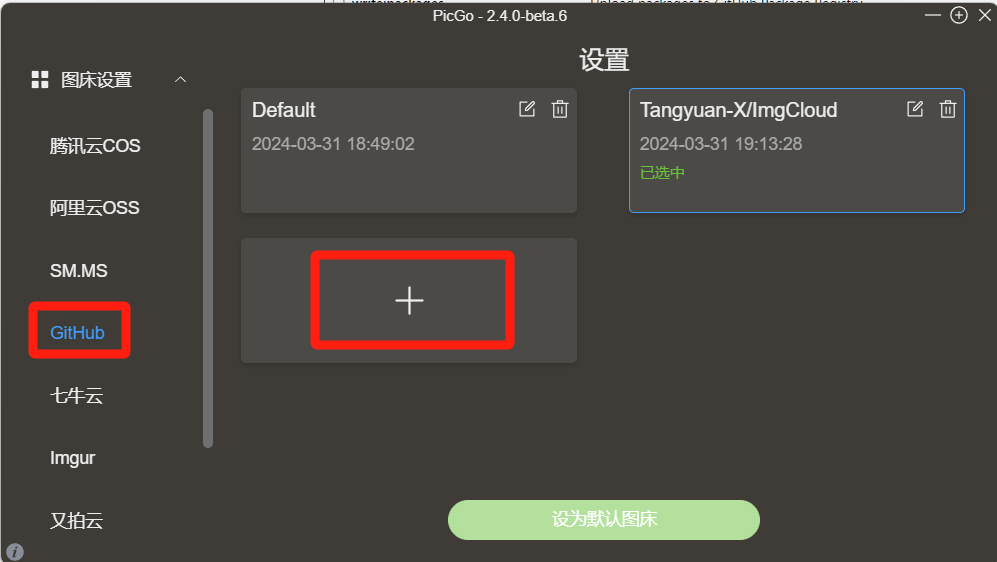 PicGo - 2.4.0-beta.6
图床设置
设置
腾讯云COS
阿里云OSS
SM.MS
GitHub
七牛云
Imgur
又拍云
Default
2024-03-31 18:49:02
Tangyuan-X/ImgCloud
2024-03-31 19:13:28
已选中
设为默认图床